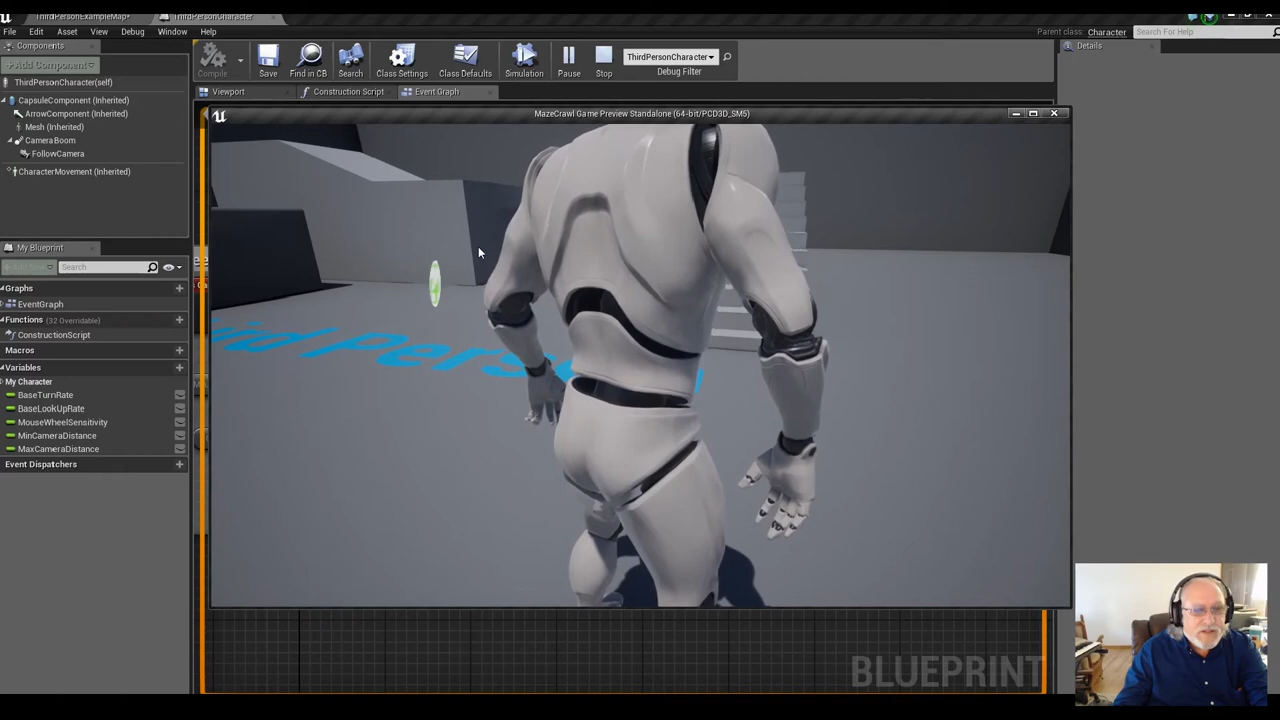 ThirdPersonExampleMap* ThirdPersonCharacter
File Edit Asset View Debug Window Help Parent class: Character Search For Help
Components Details
Add Component
ThirdPersonCharacter(self)
CapsuleComponent (Inherited)
ArrowComponent (Inherited)
Mesh (Inherited)
CameraBoom
FollowCamera
CharacterMovement (Inherited)
Compile Save Find in CB Search Class Settings Class Defaults Simulation Pause Stop
ThirdPersonCharacter
Debug Filter
Viewport Construction Script Event Graph
MazeCrawl Game Preview Standalone (64-bit/PCD3D_SM5)
My Blueprint
Search
Graphs
EventGraph
Functions (32 Overridable)
ConstructionScript
Macros
Variables
My Character
BaseTurnRate
BaseLookUpRate
MouseWheelSensitivity
MinCameraDistance
MaxCameraDistance
Event Dispatchers
BLUEPRINT